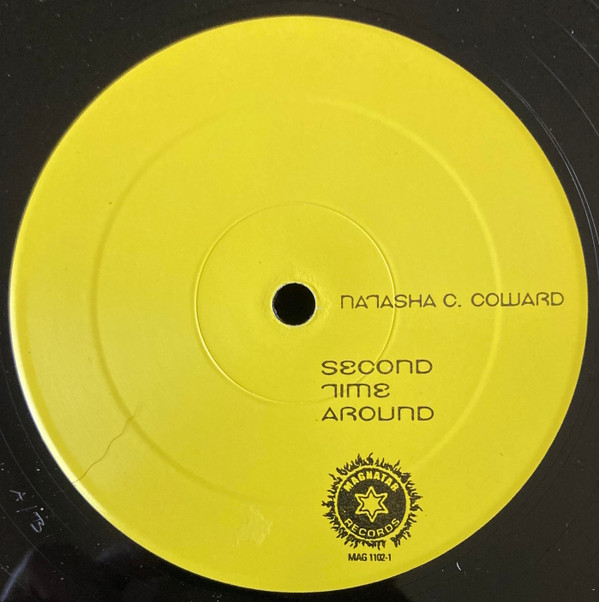 NATASHA C. COWARD
SECOND
TIME
AROUND
MAGNATAR
RECORDS
MAG 1102-1
A/B